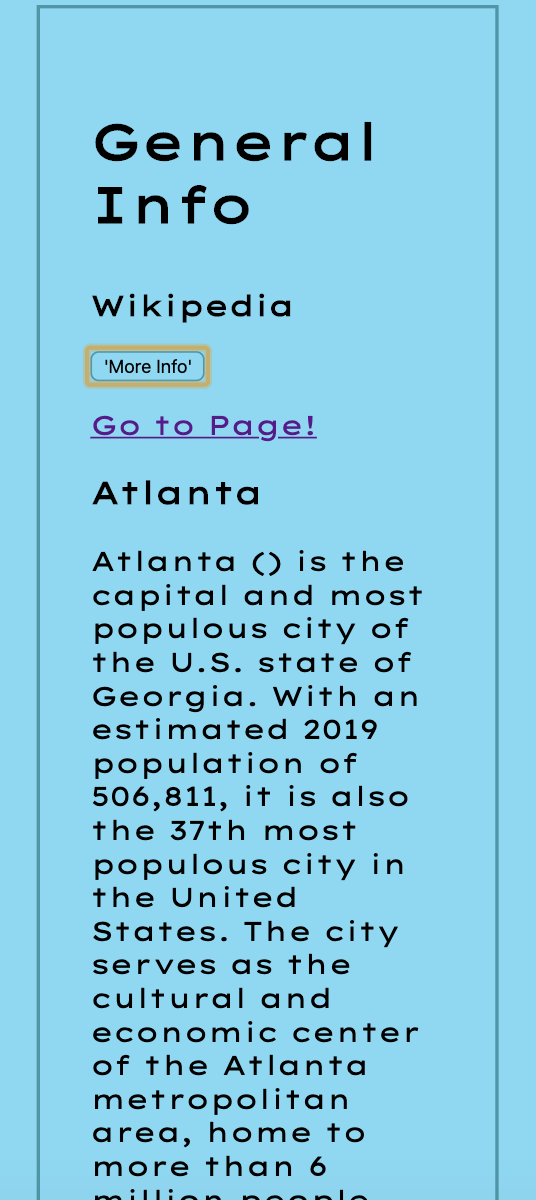 General
Info
Wikipedia
'More Info'
Go to Page!
Atlanta
Atlanta () is the
capital and most
populous city of
the U.S. state of
Georgia. With an
estimated 2019
population of
506,811, it is also
the 37th most
populous city in
the United
States. The city
serves as the
cultural and
economic center
of the Atlanta
metropolitan
area, home to
more than 6
million people